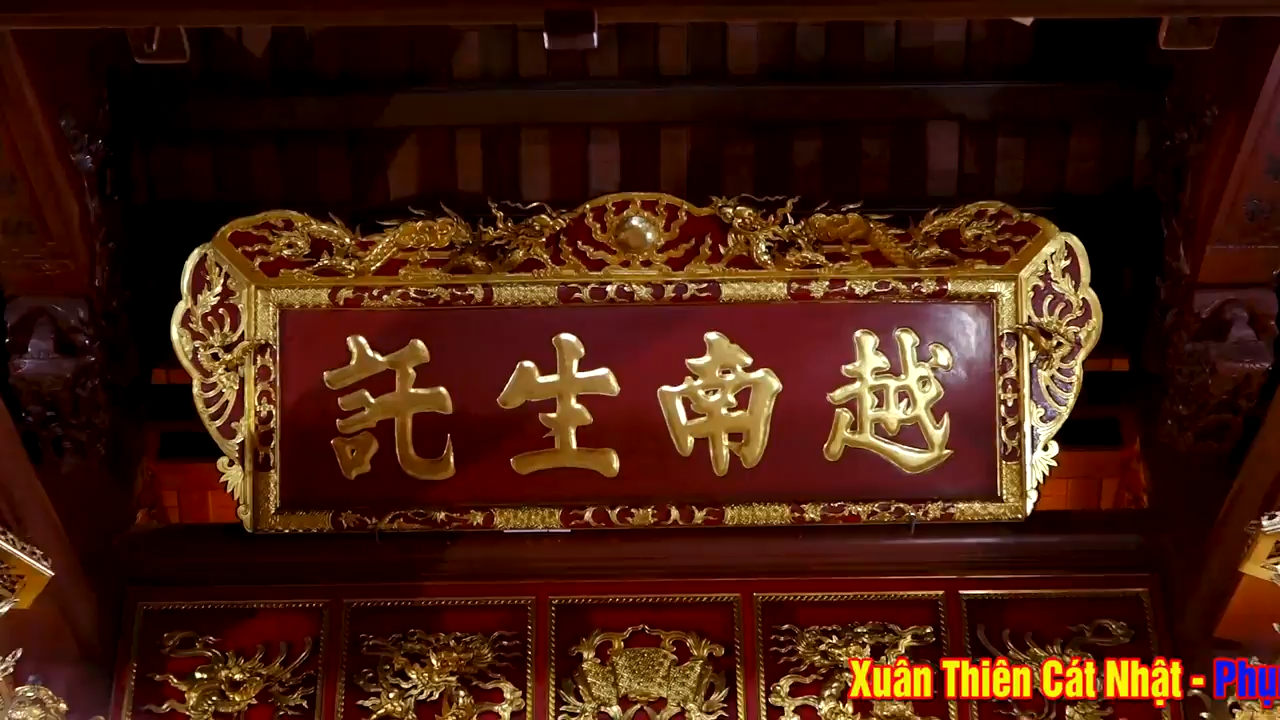 越南生託
Xuân Thiên Cát Nhật - Phụ